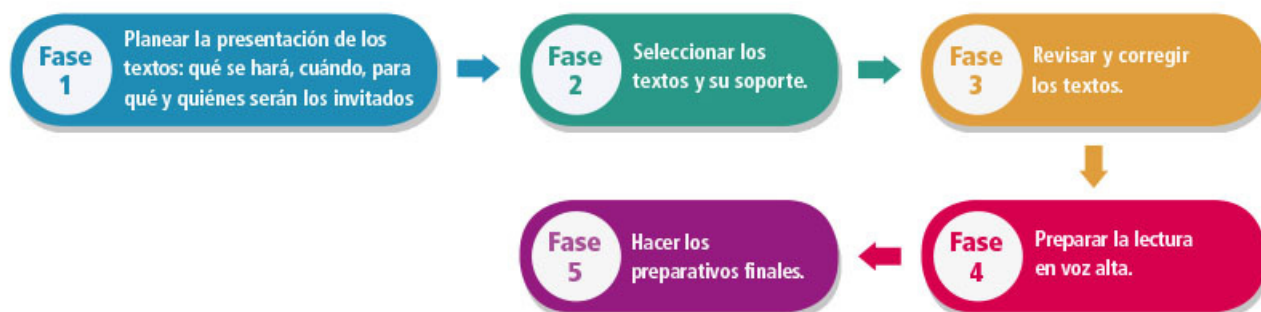 Fase
1
Planear la presentación de los
textos: qué se hará, cuándo, para
qué y quiénes serán los invitados
Fase
2
Seleccionar los
textos y su soporte.
Fase
3
Revisar y corregir
los textos.
Fase
4
Preparar la lectura
en voz alta.
Fase
5
Hacer los
preparativos finales.